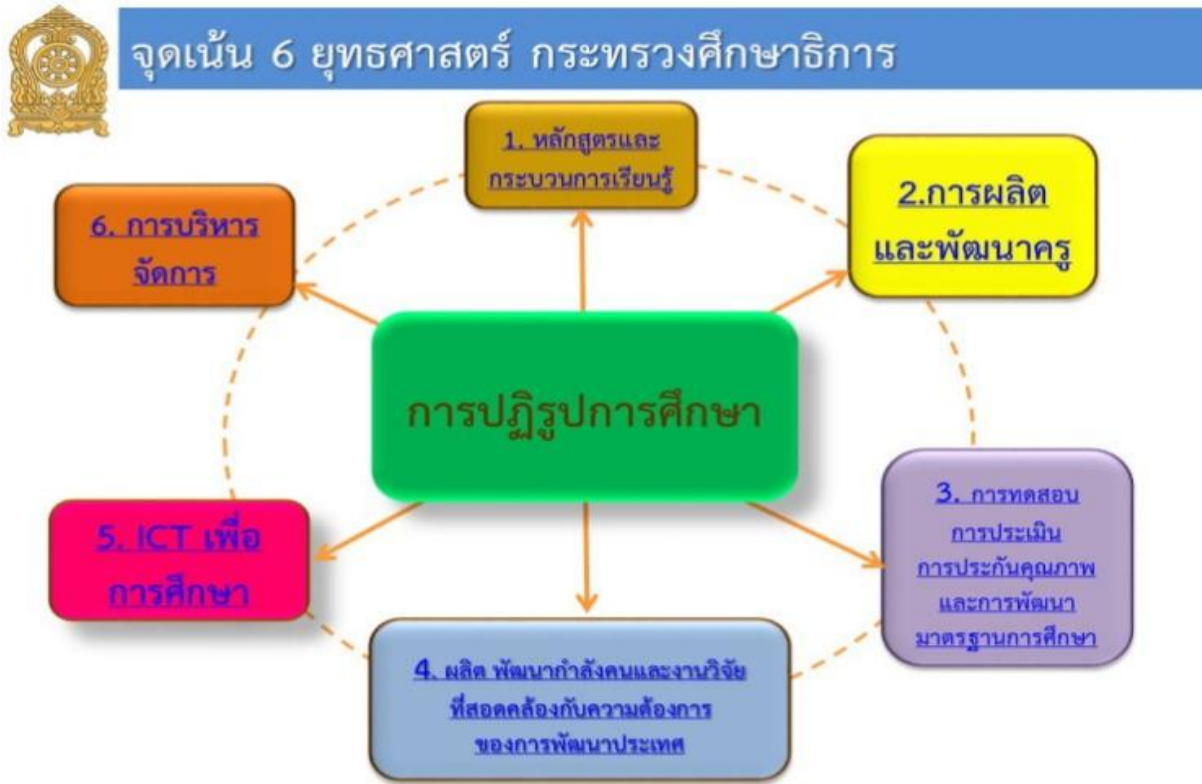 จุดเน้น 6 ยุทธศาสตร์ กระทรวงศึกษาธิการ
1. หลักสูตรและ
กระบวนการเรียนรู้
2.การผลิต
และพัฒนาครู
3. การทดสอบ
การประเมิน
การประกันคุณภาพ
และการพัฒนา
มาตรฐานการศึกษา
4. ผลิต พัฒนากำลังคนและงานวิจัย
ที่สอดคล้องกับความต้องการ
ของการพัฒนาประเทศ
5. ICT เพื่อ
การศึกษา
6. การบริหาร
จัดการ
การปฏิรูปการศึกษา